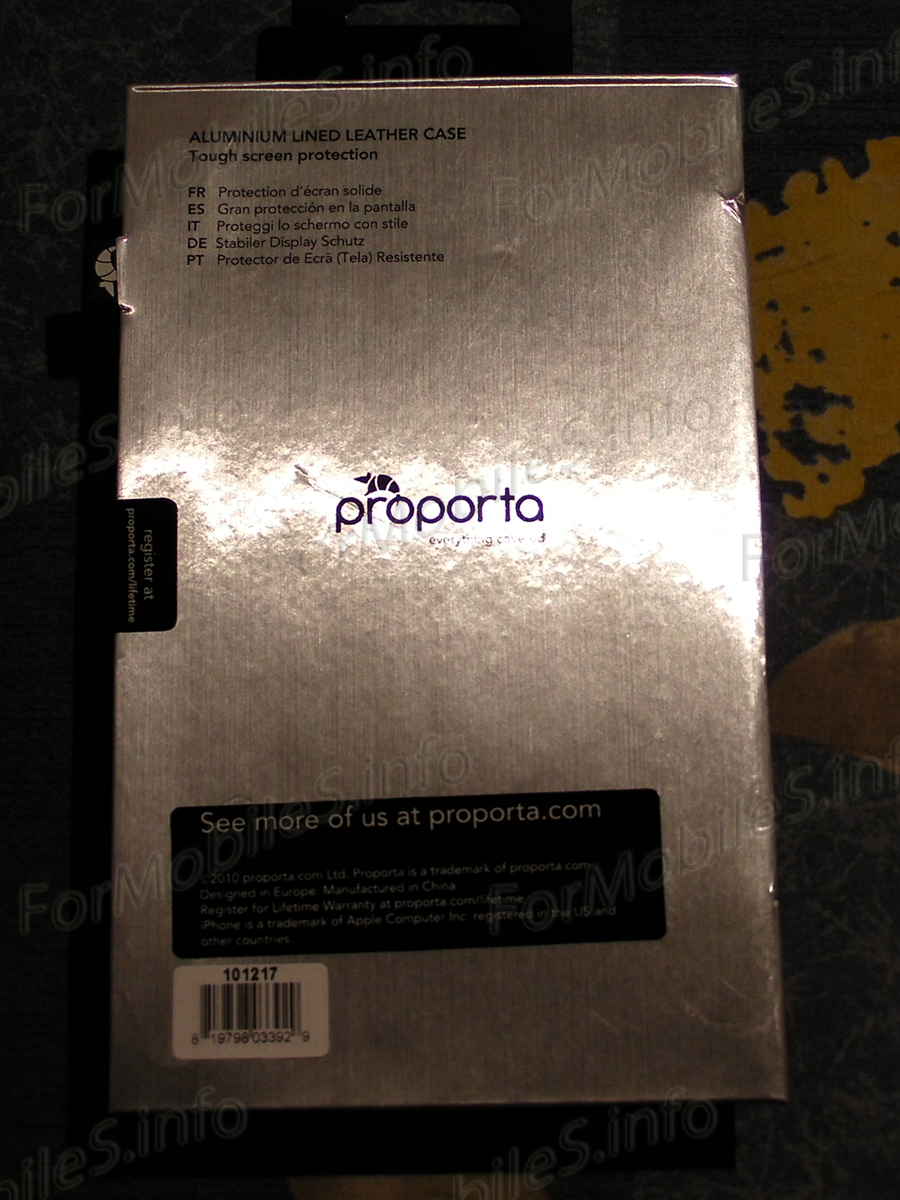 ALUMINIUM LINED LEATHER CASE
Tough screen protection
FR Protection d'écran solide
ES Gran protección en la pantalla
IT Proteggi lo schermo con stile
DE Stabiler Display Schutz
PT Protector de Ecrã (Tela) Resistente
proporta
everything covered
register at
proporta.com/lifetime
See more of us at proporta.com
©2010 proporta.com Ltd. Proporta is a trademark of proporta.com
Designed in Europe. Manufactured in China.
Register for Lifetime Warranty at proporta.com/lifetime
iPhone is a trademark of Apple Computer Inc. registered in the US and
other countries.
101217
8 19798 03392 9
ForMobileS.info